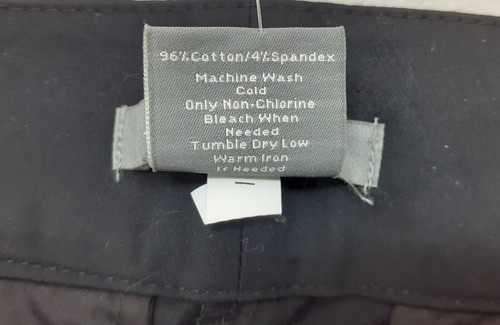 96%Cotton/4%Spandex
Machine Wash
Cold
Only Non-Chlorine
Bleach When
Needed
Tumble Dry Low
Warm Iron
If Needed